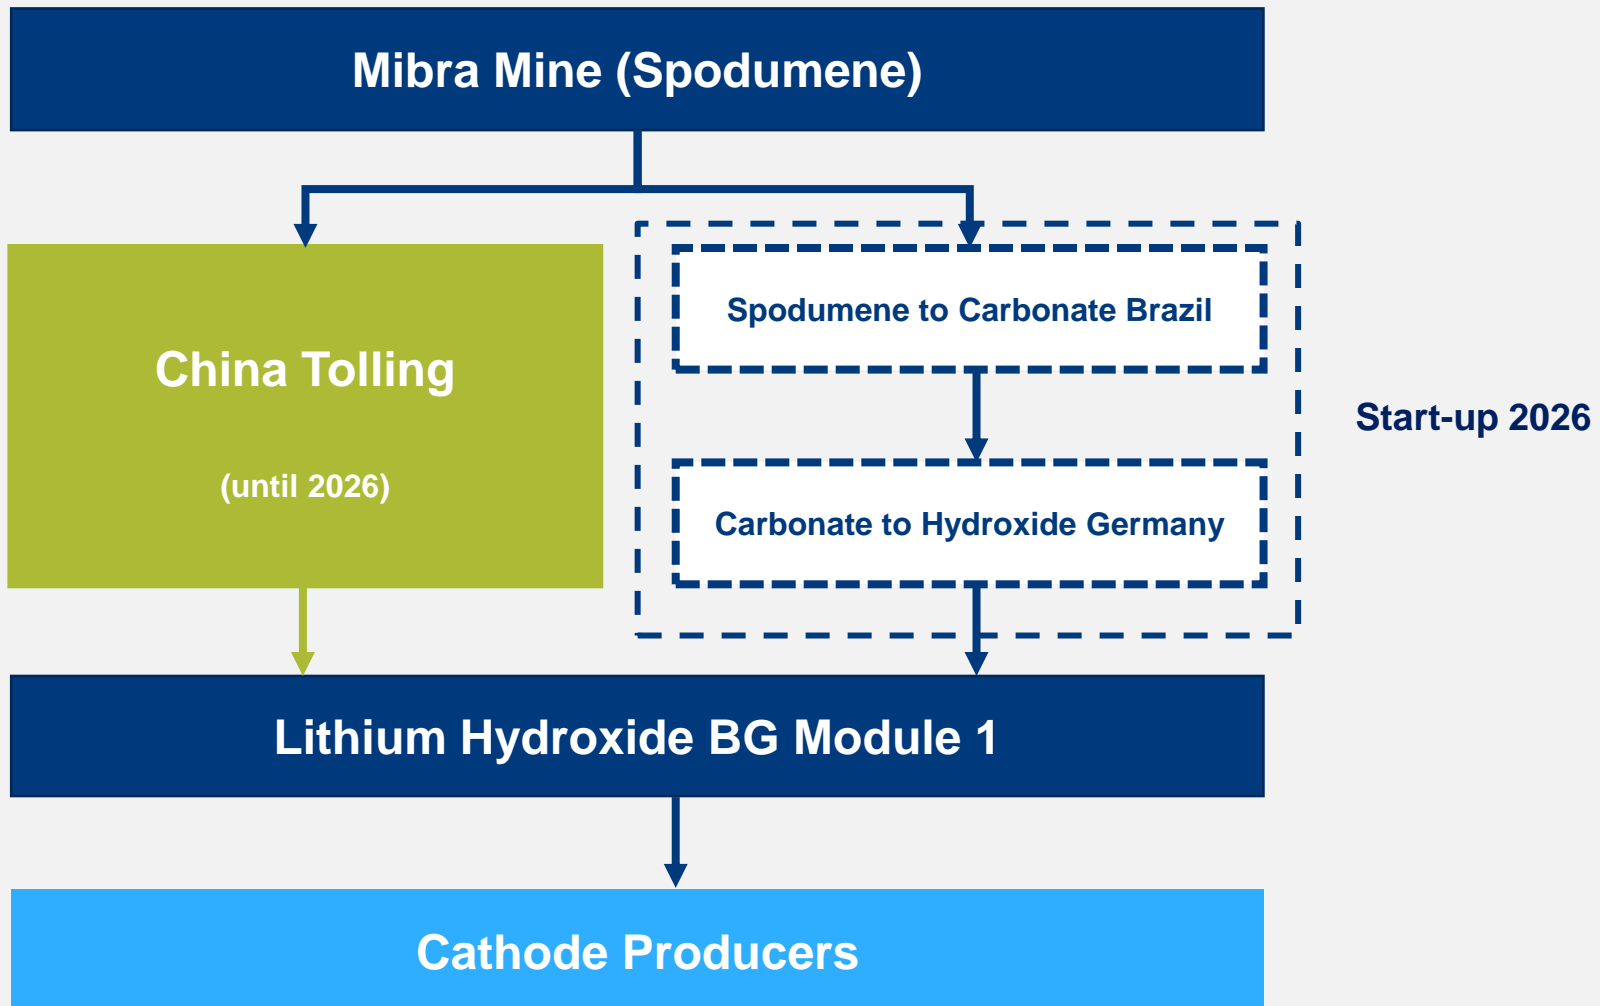 Mibra Mine (Spodumene)
China Tolling
(until 2026)
Spodumene to Carbonate Brazil
Carbonate to Hydroxide Germany
Start-up 2026
Lithium Hydroxide BG Module 1
Cathode Producers